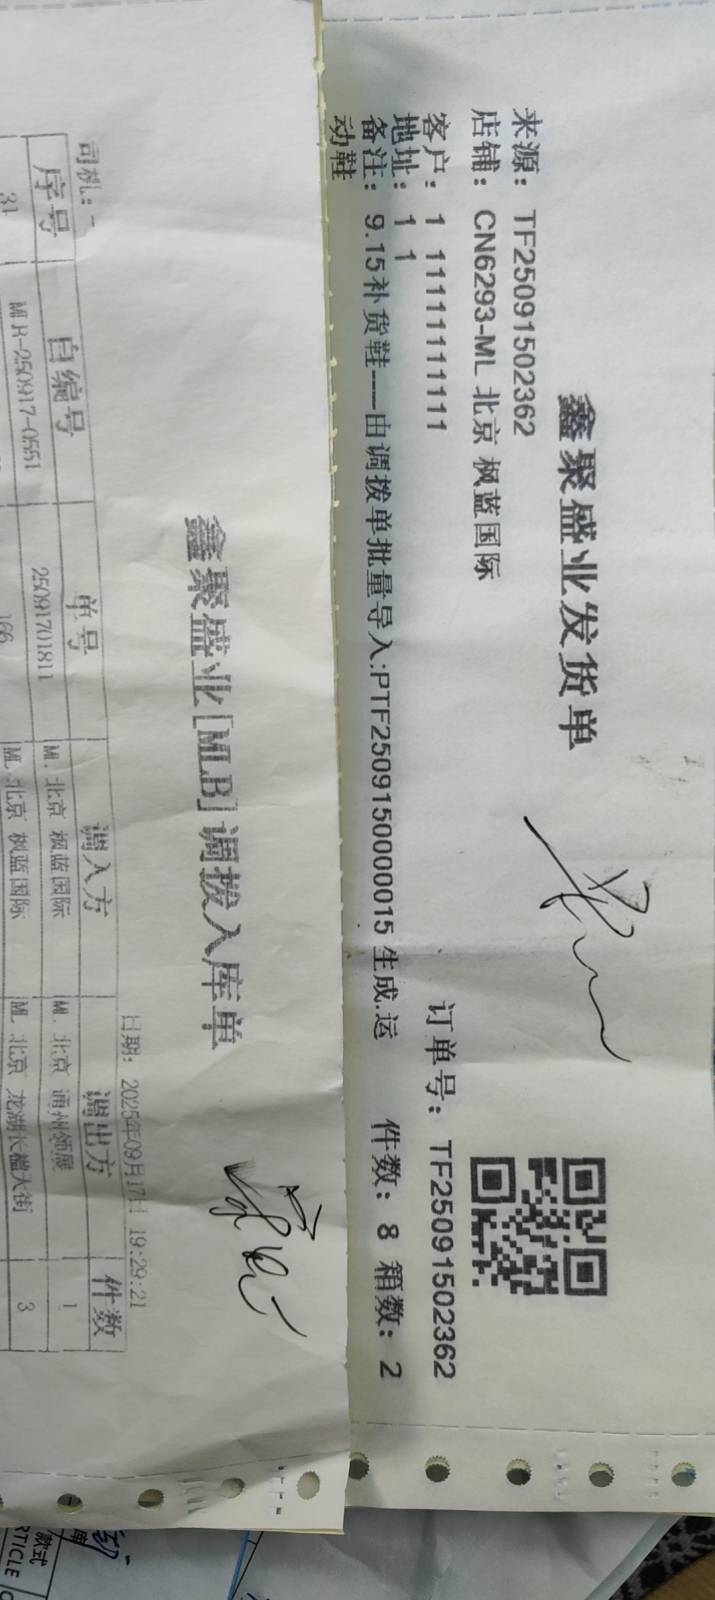 鑫聚盛业发货单
来源：TF25091502362
订单号：TF25091502362
店铺：CN6293-ML 北京 枫蓝国际
客户：1 11111111111
地址：1 1
备注：9.15补货鞋——由调拨单批量导入:PTF2509150000015 生成.运
动鞋
件数：8 箱数：2
鑫聚盛业[MLB]调拨入库单
司机：-
日期：2025年09月17日 19:29:21
序号 自编号 单号 调入方 调出方 件数
31 MLB-250917-0551 25091701811 ML 北京 枫蓝国际 ML 北京 通州领展 1
166 ML 北京 枫蓝国际 ML 北京 龙湖长楹天街 3
款式
ARTICLE